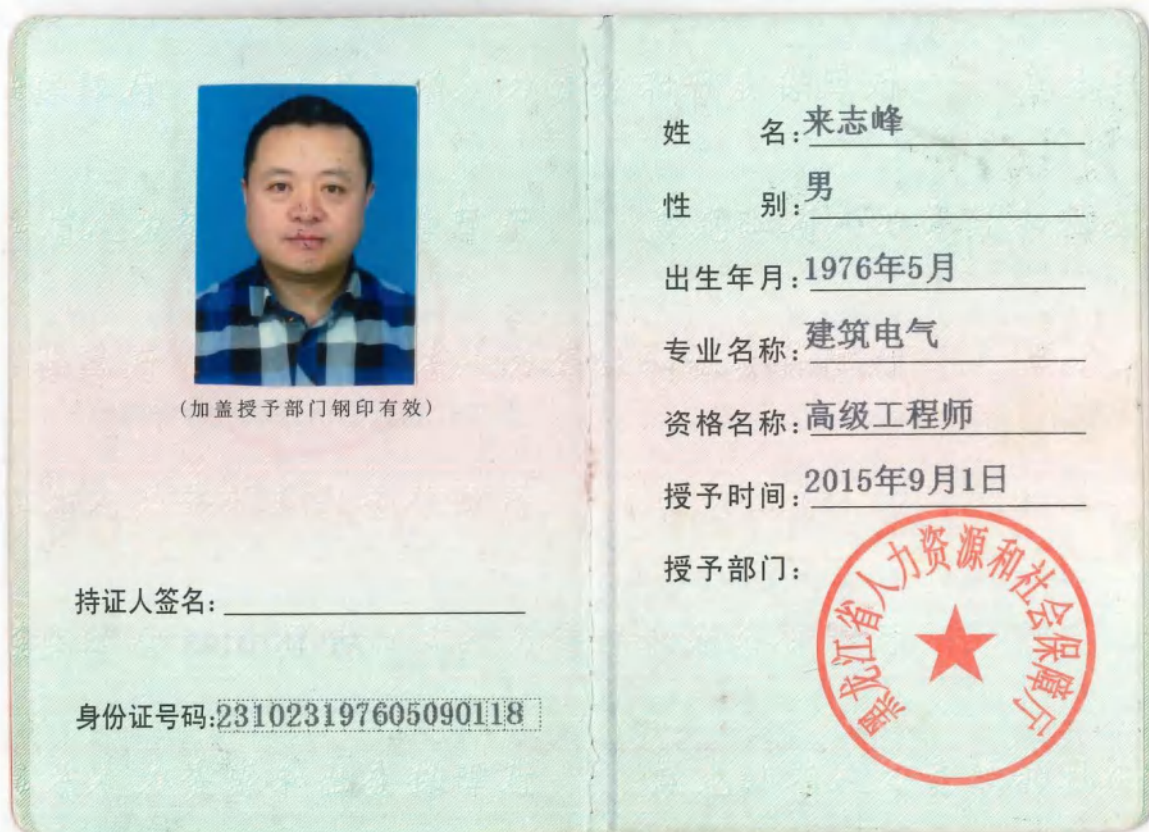 (加盖授予部门钢印有效)
持证人签名:
身份证号码:231023197605090118
姓 名:来志峰
性 别:男
出生年月:1976年5月
专业名称:建筑电气
资格名称:高级工程师
授予时间:2015年9月1日
授予部门:
黑龙江省人力资源和社会保障厅